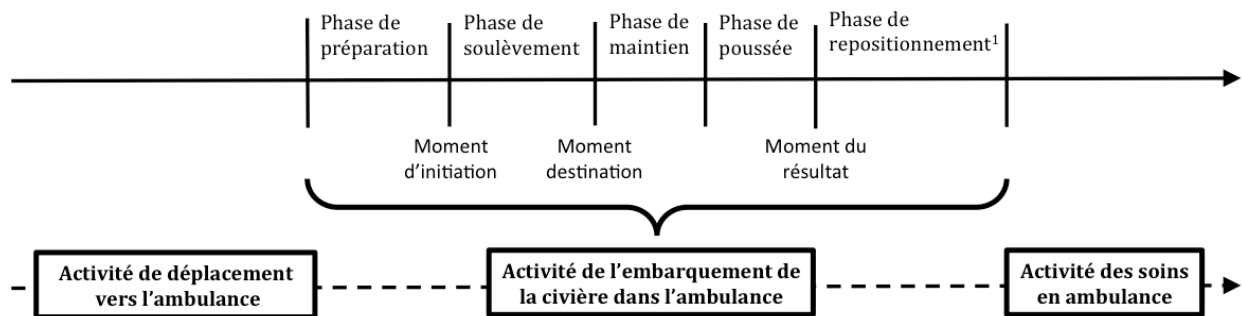 Phase de
préparation
Phase de
soulèvement
Phase de
maintien
Phase de
poussée
Phase de
repositionnement¹
Moment
d'initiation
Moment
destination
Moment du
résultat
Activité de déplacement
vers l'ambulance
Activité de l'embarquement de
la civière dans l'ambulance
Activité des soins
en ambulance